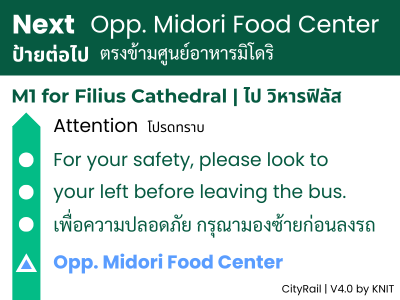 Next Opp. Midori Food Center
ป้ายต่อไป ตรงข้ามศูนย์อาหารมิโดริ
M1 for Filius Cathedral | ไป วิหารฟิลัส
Attention โปรดทราบ
For your safety, please look to
your left before leaving the bus.
เพื่อความปลอดภัย กรุณามองซ้ายก่อนลงรถ
Opp. Midori Food Center
CityRail | V4.0 by KNIT